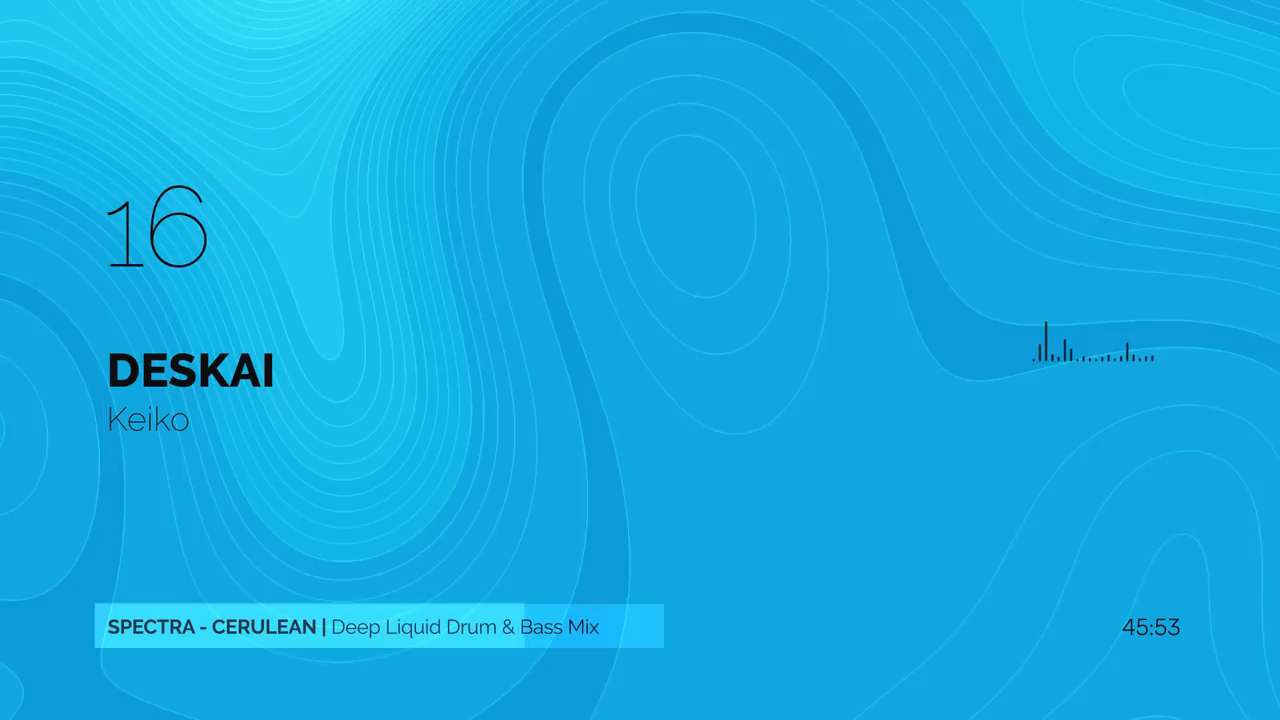 16
DESKAI
Keiko
SPECTRA - CERULEAN | Deep Liquid Drum & Bass Mix
45:53